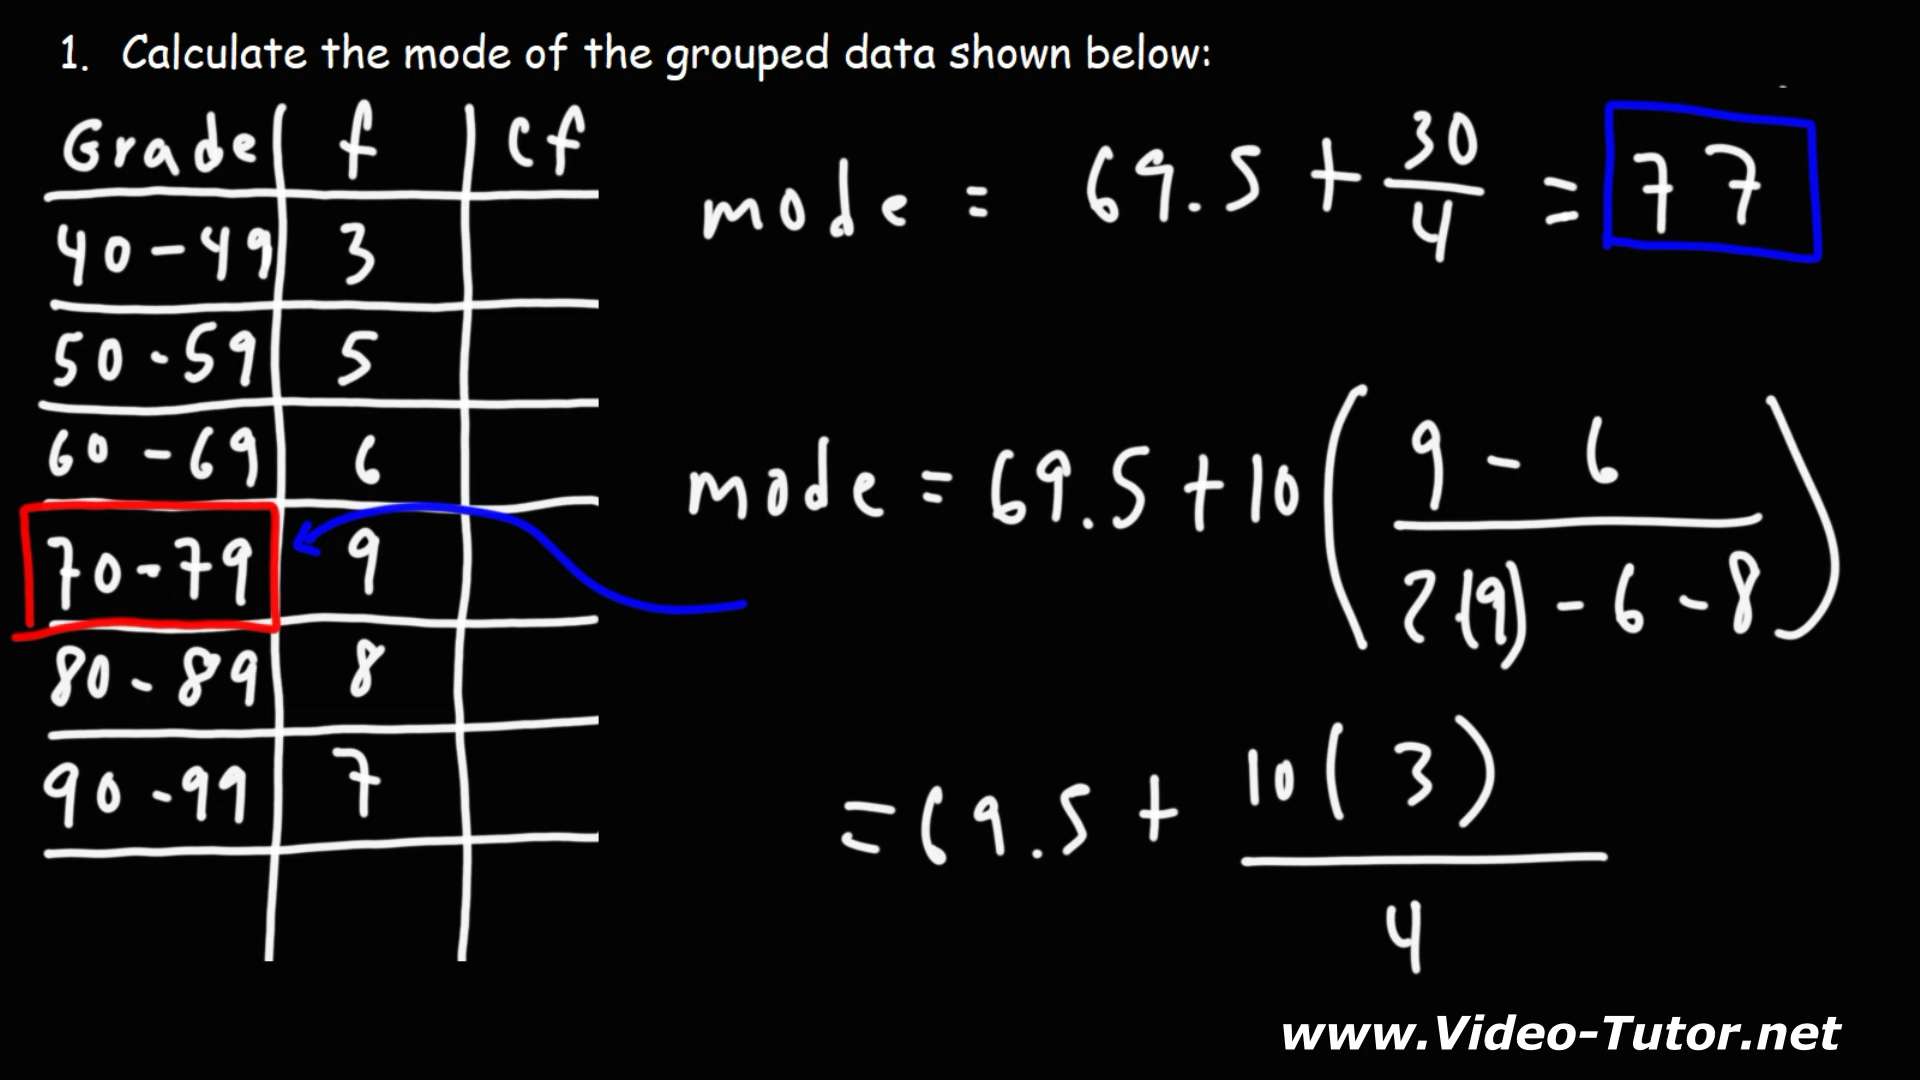 1. Calculate the mode of the grouped data shown below:
Grade f cf
40-49 3
50-59 5
60-69 6
70-79 9
80-89 8
90-99 7
mode = 69.5 + 30/4 = 77
mode = 69.5 + 10 ( 9 - 6 / 2(9) - 6 - 8 )
= 69.5 + 10( 3 ) / 4
www.Video-Tutor.net